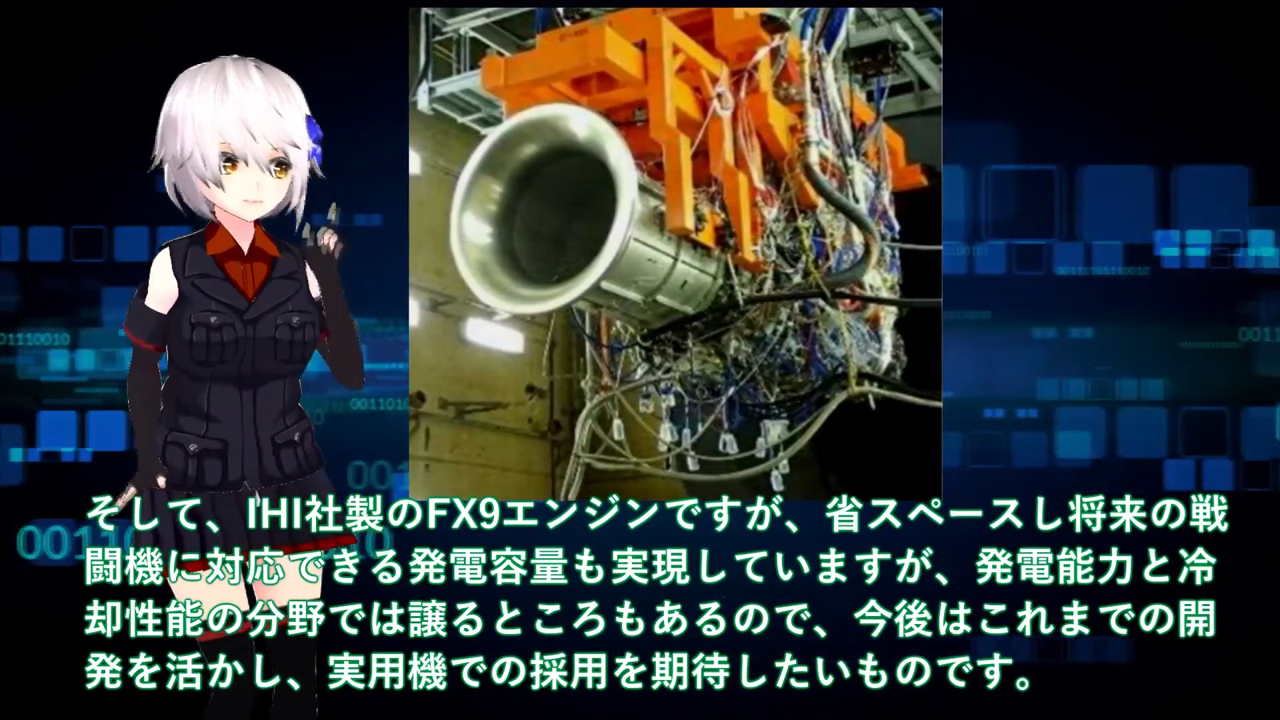 そして、IHI社製のFX9エンジンですが、省スペースし将来の戦
闘機に対応できる発電容量も実現していますが、発電能力と冷
却性能の分野では譲るところもあるので、今後はこれまでの開
発を活かし、実用機での採用を期待したいものです。
01110010
0011010
001